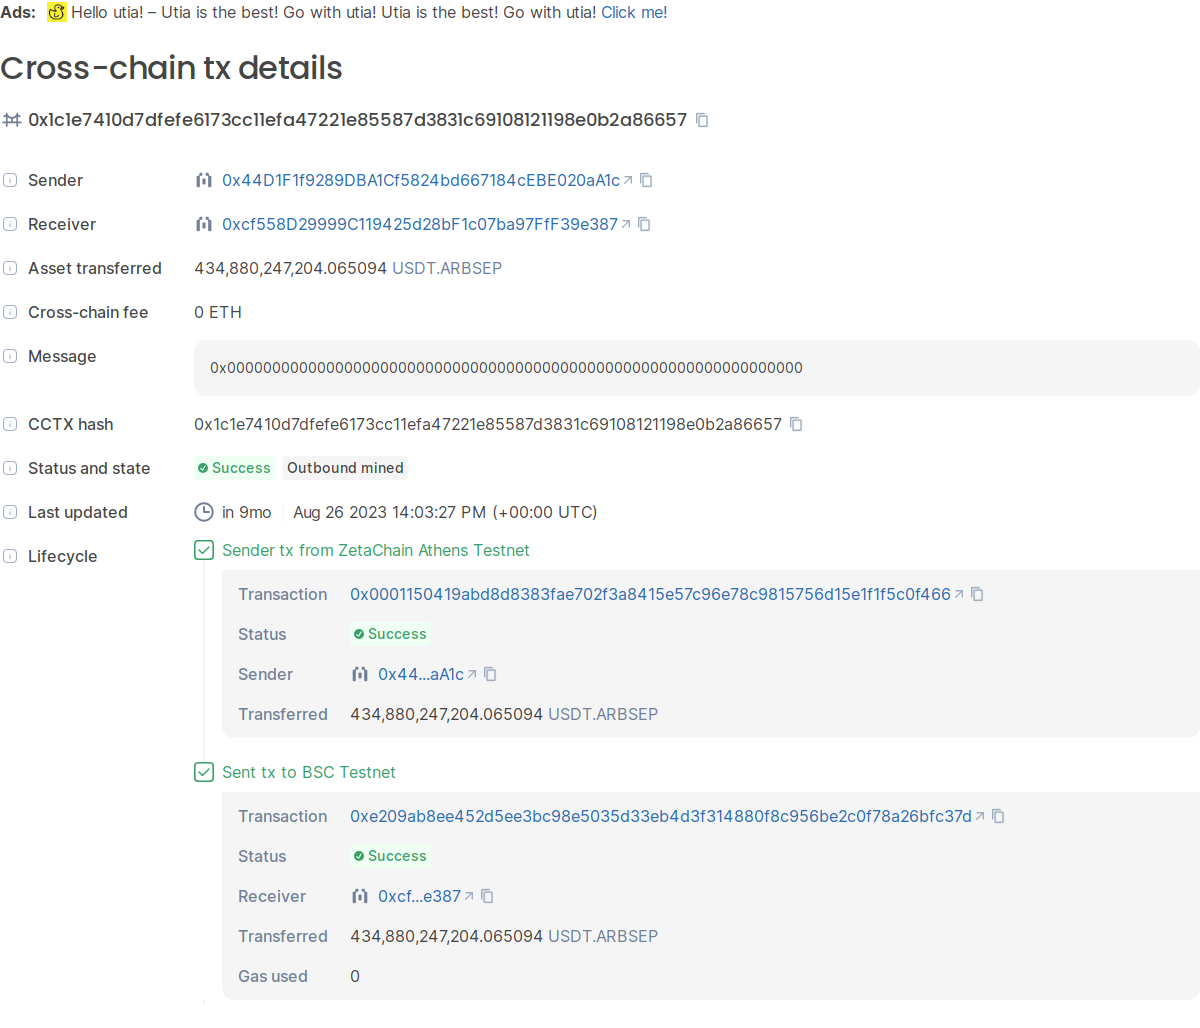 Ads: Hello utia! – Utia is the best! Go with utia! Utia is the best! Go with utia! Click me!
Cross-chain tx details
0x1c1e7410d7dfefe6173cc11efa47221e85587d3831c69108121198e0b2a86657
Sender 0x44D1F1f9289DBA1Cf5824bd667184cEBE020aA1c
Receiver 0xcf558D29999C119425d28bF1c07ba97FfF39e387
Asset transferred 434,880,247,204.065094 USDT.ARBSEP
Cross-chain fee 0 ETH
Message 0x0000000000000000000000000000000000000000000000000000000000000000
CCTX hash 0x1c1e7410d7dfefe6173cc11efa47221e85587d3831c69108121198e0b2a86657
Status and state Success Outbound mined
Last updated in 9mo Aug 26 2023 14:03:27 PM (+00:00 UTC)
Lifecycle Sender tx from ZetaChain Athens Testnet
Transaction 0x0001150419abd8d8383fae702f3a8415e57c96e78c9815756d15e1f1f5c0f466
Status Success
Sender 0x44...aA1c
Transferred 434,880,247,204.065094 USDT.ARBSEP
Sent tx to BSC Testnet
Transaction 0xe209ab8ee452d5ee3bc98e5035d33eb4d3f314880f8c956be2c0f78a26bfc37d
Status Success
Receiver 0xcf...e387
Transferred 434,880,247,204.065094 USDT.ARBSEP
Gas used 0